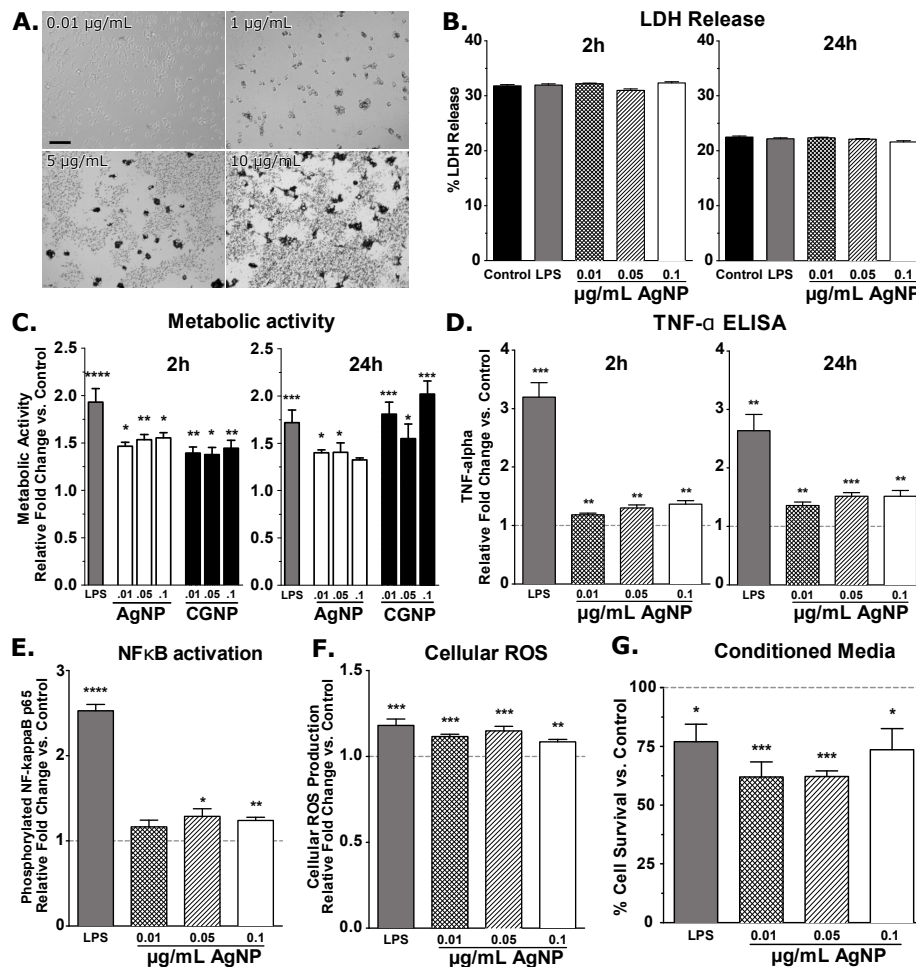 A.
0.01 µg/mL
1 µg/mL
5 µg/mL
10 µg/mL
B.
LDH Release
2h
24h
% LDH Release
40
30
20
10
0
40
30
20
10
0
Control LPS 0.01 0.05 0.1
µg/mL AgNP
Control LPS 0.01 0.05 0.1
µg/mL AgNP
C.
Metabolic activity
2h
24h
Metabolic Activity
Relative Fold Change vs. Control
2.5
2.0
1.5
1.0
0.5
0.0
2.5
2.0
1.5
1.0
0.5
0.0
**** * ** * ** * **
*** * * *** * ***
LPS .01 .05 .1 .01 .05 .1
AgNP CGNP
LPS .01 .05 .1 .01 .05 .1
AgNP CGNP
D.
TNF-α ELISA
2h
24h
TNF-alpha
Relative Fold Change vs. Control
4
3
2
1
0
4
3
2
1
0
*** ** ** **
** ** *** **
LPS 0.01 0.05 0.1
µg/mL AgNP
LPS 0.01 0.05 0.1
µg/mL AgNP
E.
NFκB activation
Phosphorylated NF-kappaB p65
Relative Fold Change vs. Control
3
2
1
0
**** * **
LPS 0.01 0.05 0.1
µg/mL AgNP
F.
Cellular ROS
Cellular ROS Production
Relative Fold Change vs. Control
1.5
1.0
0.5
0.0
*** *** *** **
LPS 0.01 0.05 0.1
µg/mL AgNP
G.
Conditioned Media
% Cell Survival vs. Control
100
75
50
25
0
* *** *** *
LPS 0.01 0.05 0.1
µg/mL AgNP